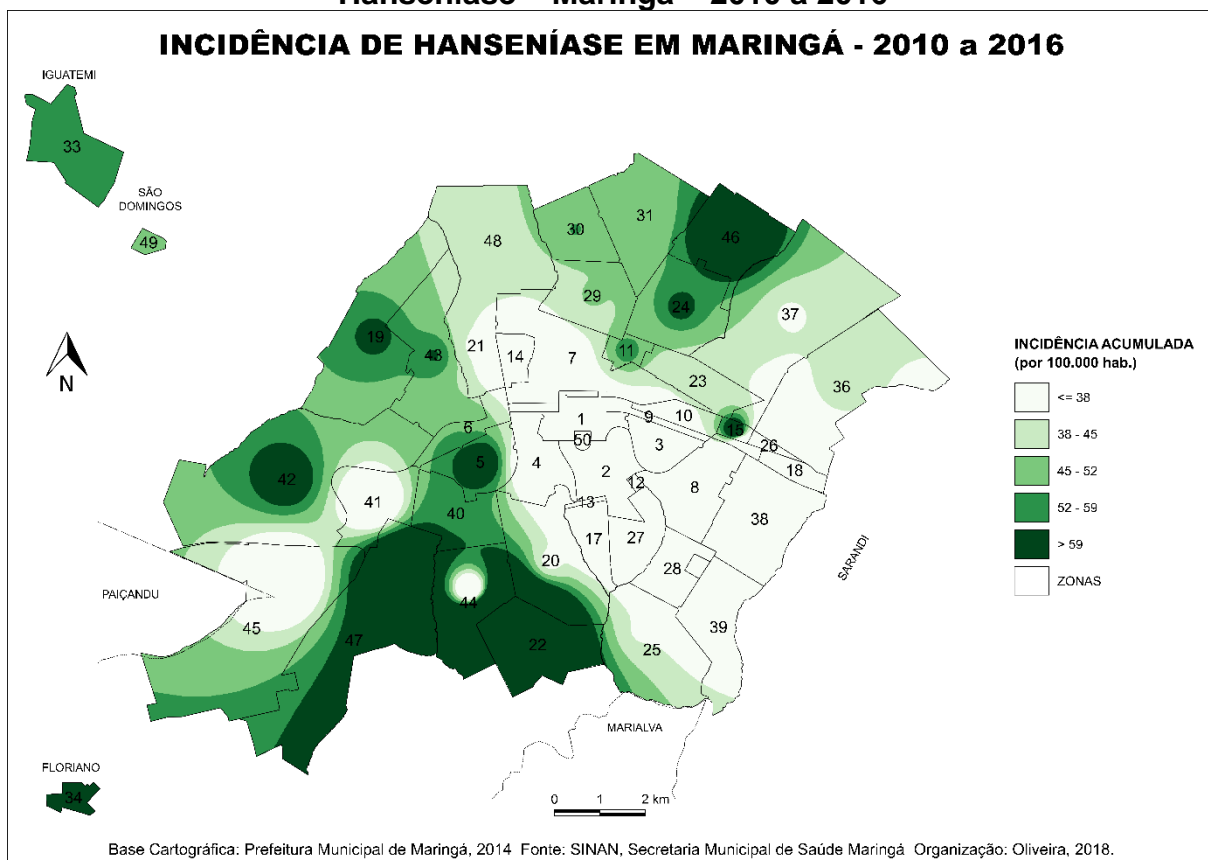 Hanseníase – Maringá – 2010 a 2016
INCIDÊNCIA DE HANSENÍASE EM MARINGÁ - 2010 a 2016
IGUATEMI
33
SÃO
DOMINGOS
49
N
48
30
31
46
29
24
37
19
43
21
14
7
11
23
36
6
1
50
9
10
15
26
18
42
5
4
2
3
12
8
41
40
13
17
27
38
20
28
44
45
47
22
25
39
PAIÇANDU
SARANDI
MARIALVA
FLORIANO
34
INCIDÊNCIA ACUMULADA
(por 100.000 hab.)
<= 38
38 - 45
45 - 52
52 - 59
> 59
ZONAS
0 1 2 km
Base Cartográfica: Prefeitura Municipal de Maringá, 2014 Fonte: SINAN, Secretaria Municipal de Saúde Maringá Organização: Oliveira, 2018.